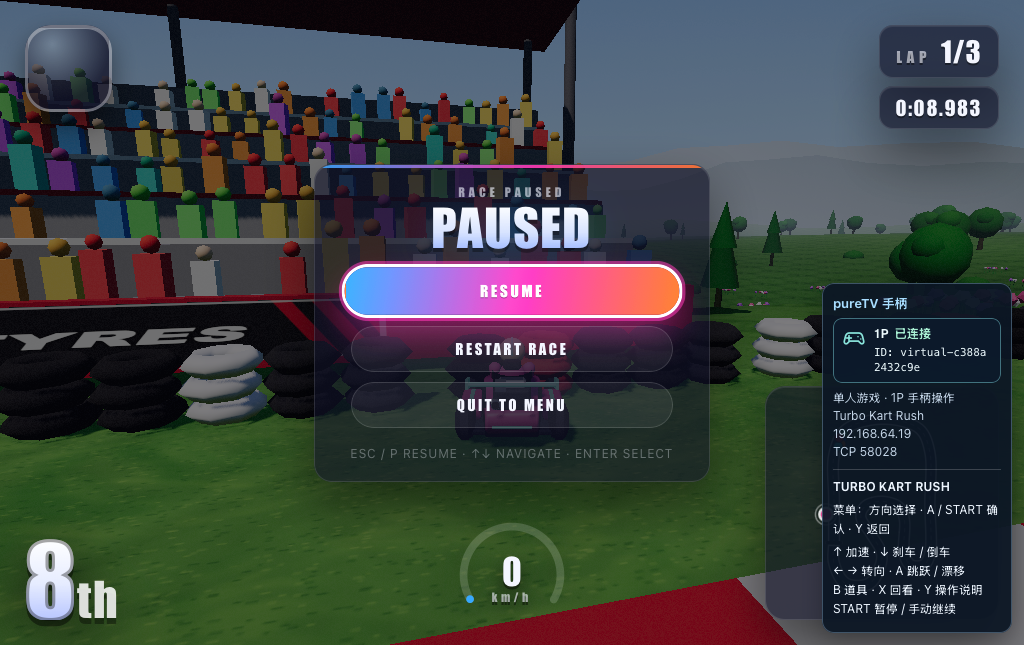 LAP 1/3
0:08.983
RACE PAUSED
PAUSED
RESUME
RESTART RACE
QUIT TO MENU
ESC / P RESUME · ↑↓ NAVIGATE · ENTER SELECT
TYRES
8th
0
km/h
pureTV 手柄
1P 已连接
ID: virtual-c388a
2432c9e
单人游戏 · 1P 手柄操作
Turbo Kart Rush
192.168.64.19
TCP 58028
TURBO KART RUSH
菜单：方向选择 · A / START 确
认 · Y 返回
↑ 加速 · ↓ 刹车 / 倒车
← → 转向 · A 跳跃 / 漂移
B 道具 · X 回看 · Y 操作说明
START 暂停 / 手动继续